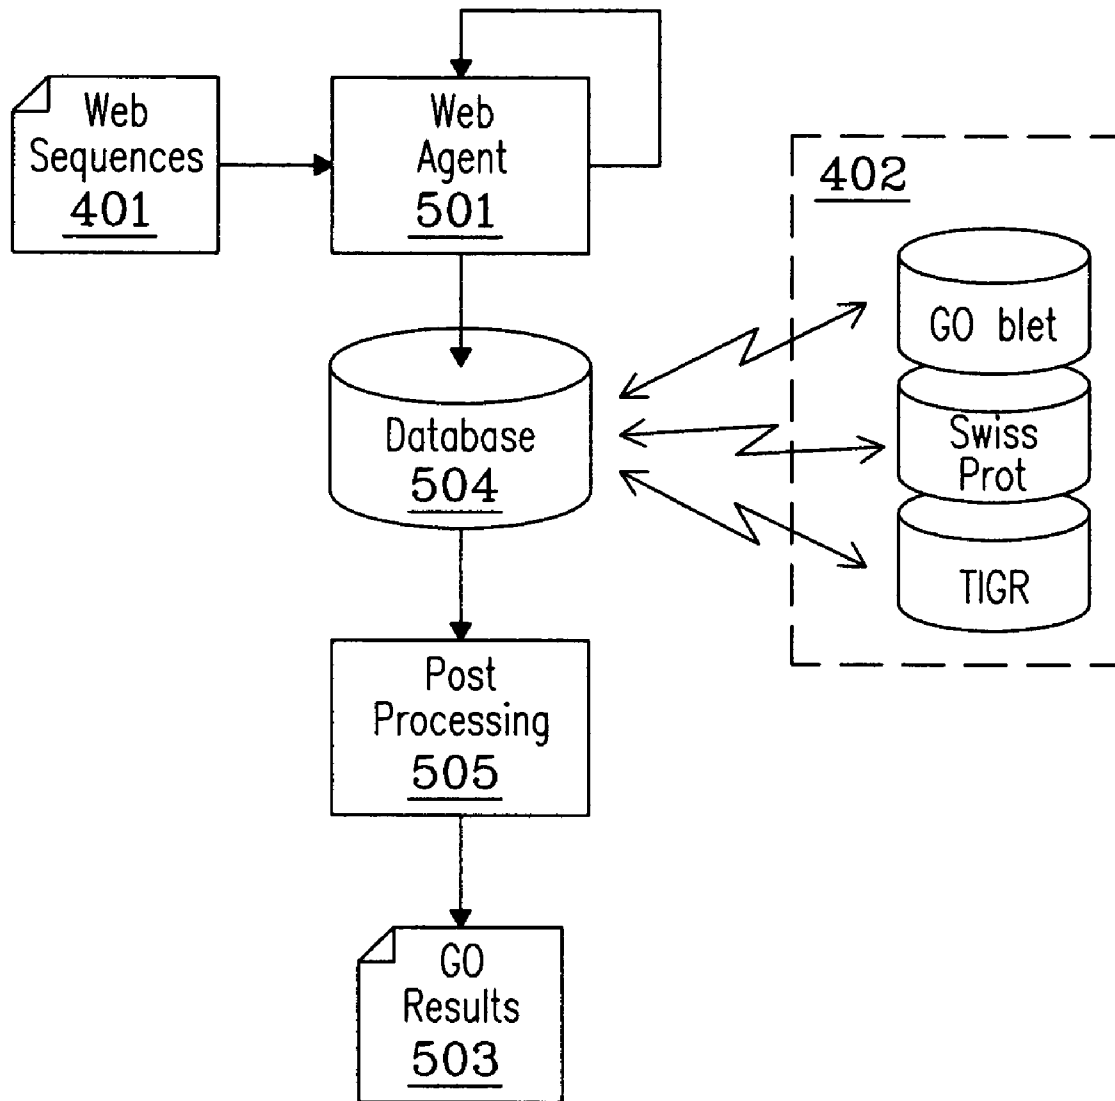 Web
Sequences
401
Web
Agent
501
402
GO blet
Swiss
Prot
TIGR
Database
504
Post
Processing
505
GO
Results
503